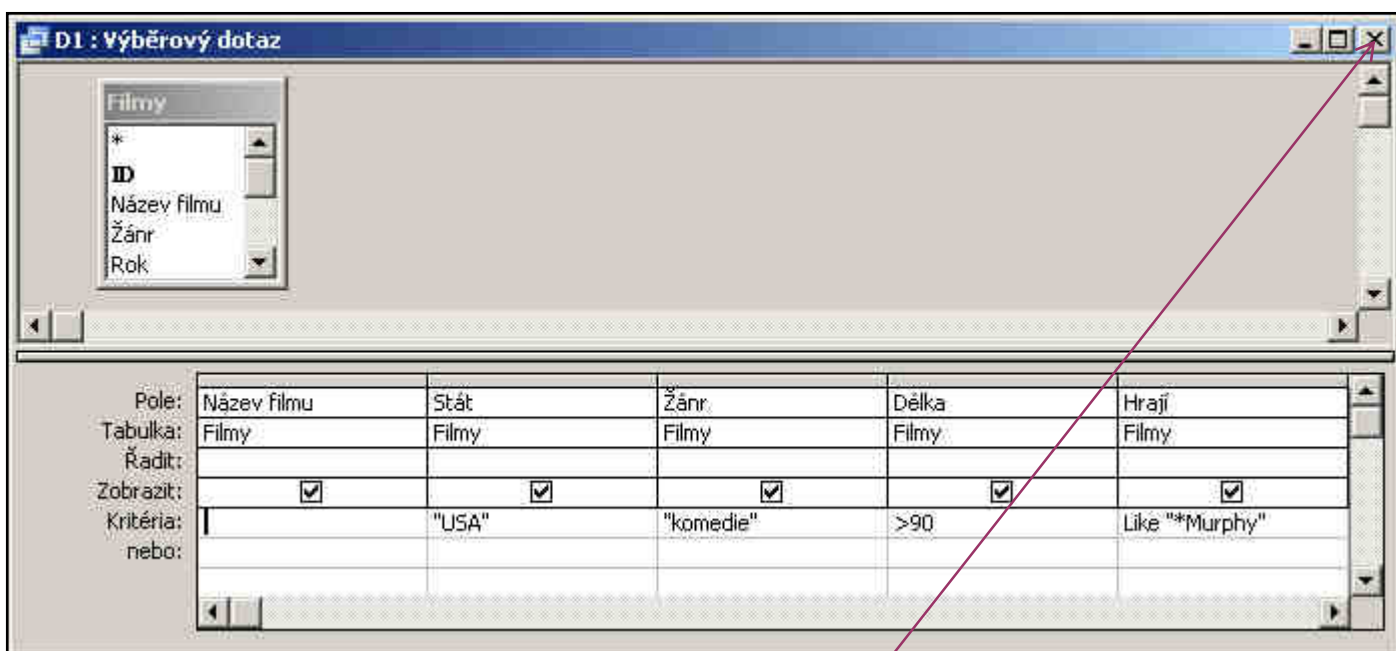 D1 : Výběrový dotaz
Filmy
*
ID
Název filmu
Žánr
Rok
Pole: Název filmu Stát Žánr Délka Hrají
Tabulka: Filmy Filmy Filmy Filmy Filmy
Řadit:
Zobrazit:
Kritéria: "USA" "komedie" >90 Like "*Murphy"
nebo: